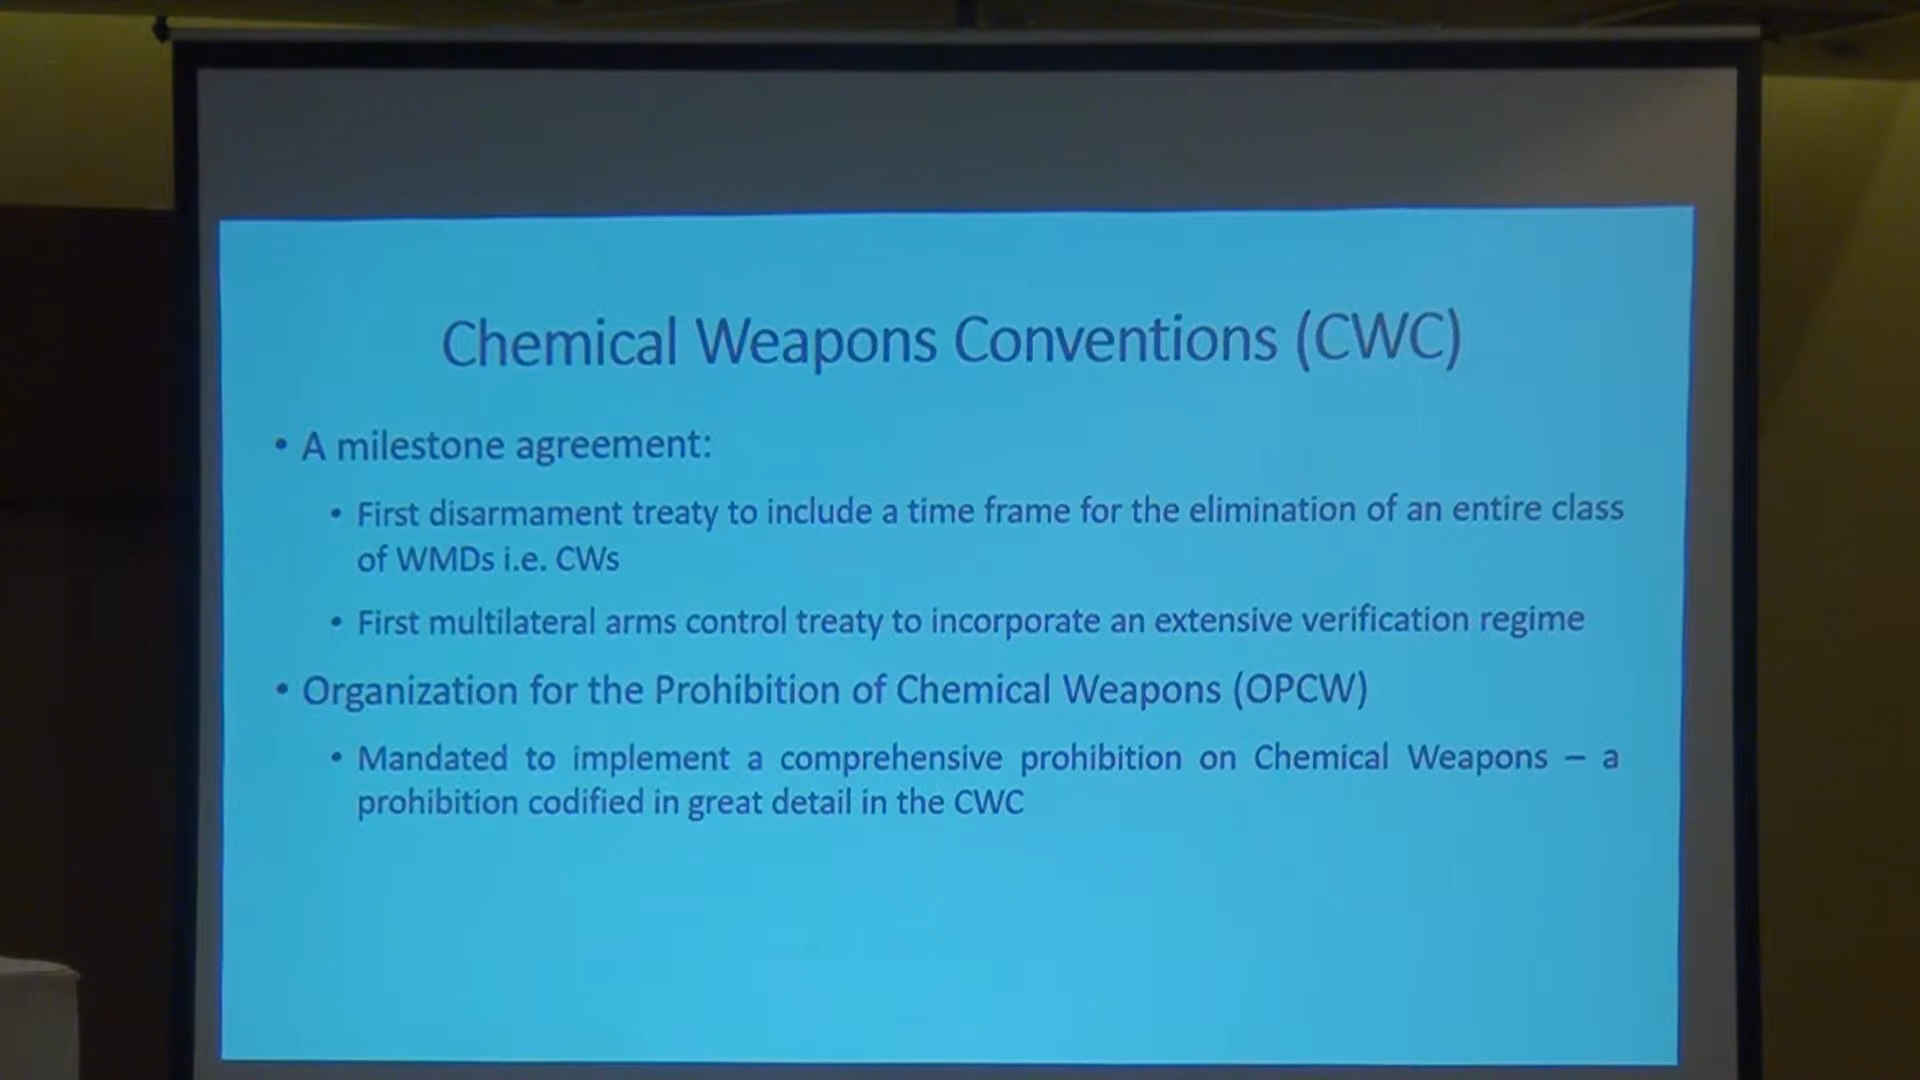 Chemical Weapons Conventions (CWC)
• A milestone agreement:
• First disarmament treaty to include a time frame for the elimination of an entire class
of WMDs i.e. CWs
• First multilateral arms control treaty to incorporate an extensive verification regime
• Organization for the Prohibition of Chemical Weapons (OPCW)
• Mandated to implement a comprehensive prohibition on Chemical Weapons – a
prohibition codified in great detail in the CWC